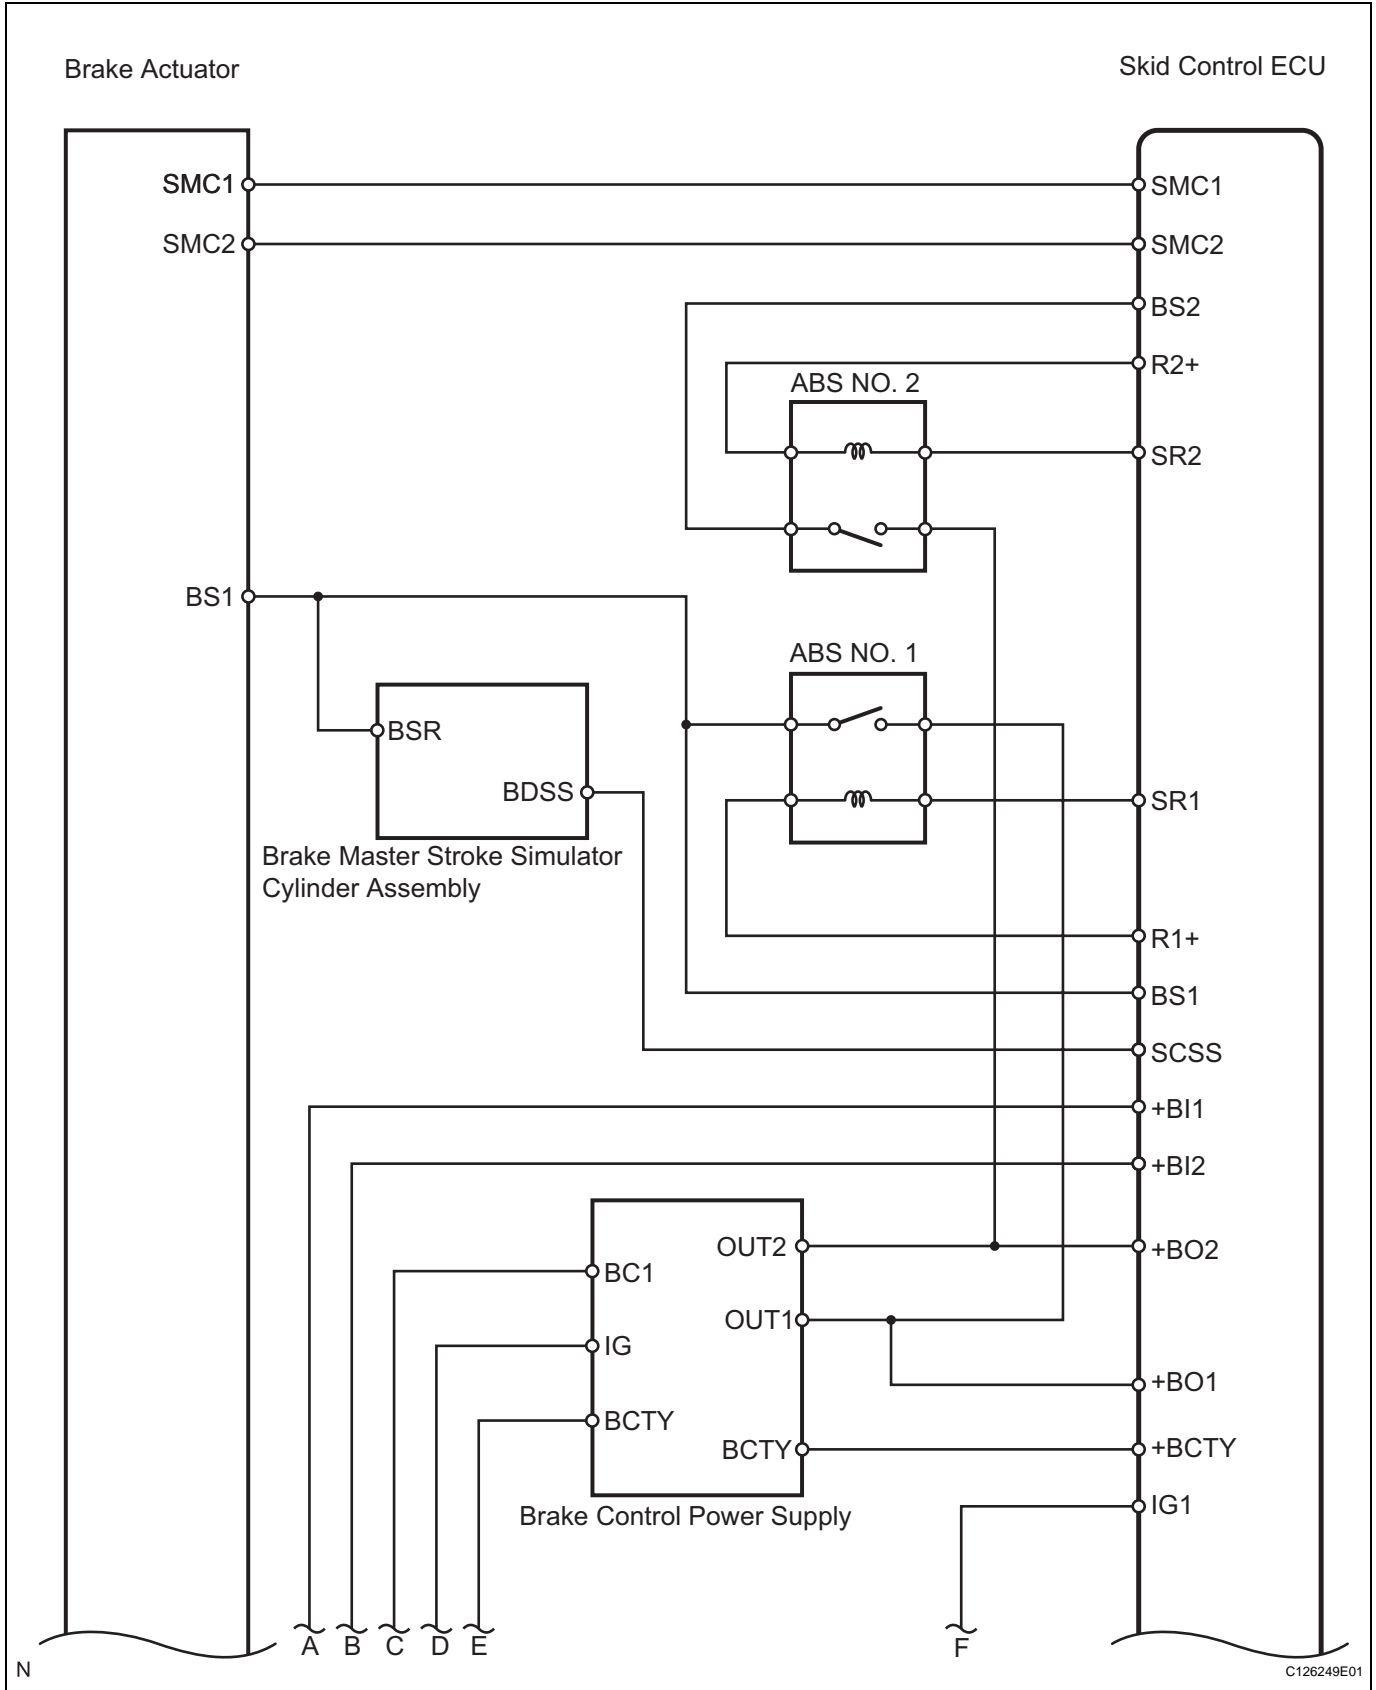 Brake Actuator
Skid Control ECU
SMC1
SMC1
SMC2
SMC2
BS2
R2+
ABS NO. 2
SR2
BS1
ABS NO. 1
BSR
BDSS
SR1
Brake Master Stroke Simulator
Cylinder Assembly
R1+
BS1
SCSS
+BI1
+BI2
OUT2
+BO2
BC1
OUT1
IG
+BO1
BCTY
BCTY
+BCTY
Brake Control Power Supply
IG1
A B C D E
F
N
C126249E01